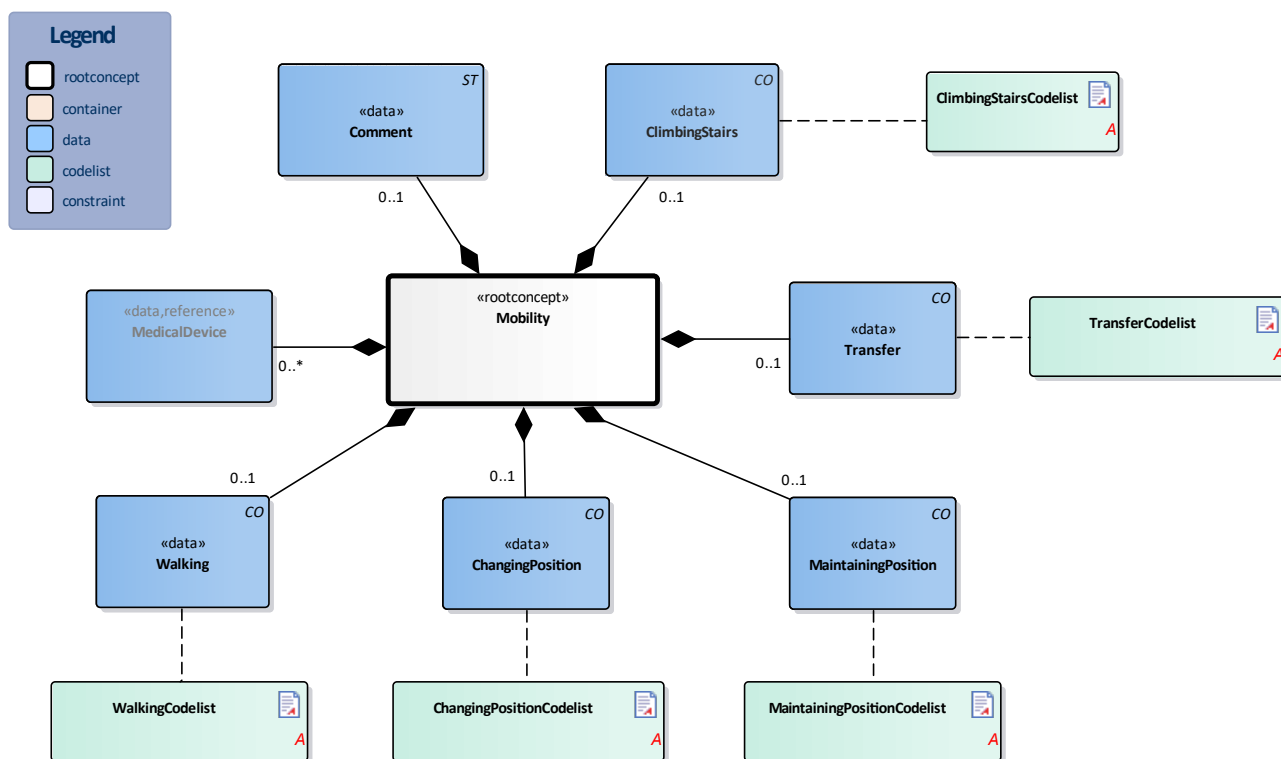 Legend
rootconcept
container
data
codelist
constraint
ST
«data»
Comment
0..1
CO
«data»
ClimbingStairs
0..1
ClimbingStairsCodelist
A
«data,reference»
MedicalDevice
0..*
«rootconcept»
Mobility
CO
«data»
Transfer
0..1
TransferCodelist
A
0..1
CO
«data»
Walking
0..1
CO
«data»
ChangingPosition
0..1
CO
«data»
MaintainingPosition
WalkingCodelist
A
ChangingPositionCodelist
A
MaintainingPositionCodelist
A